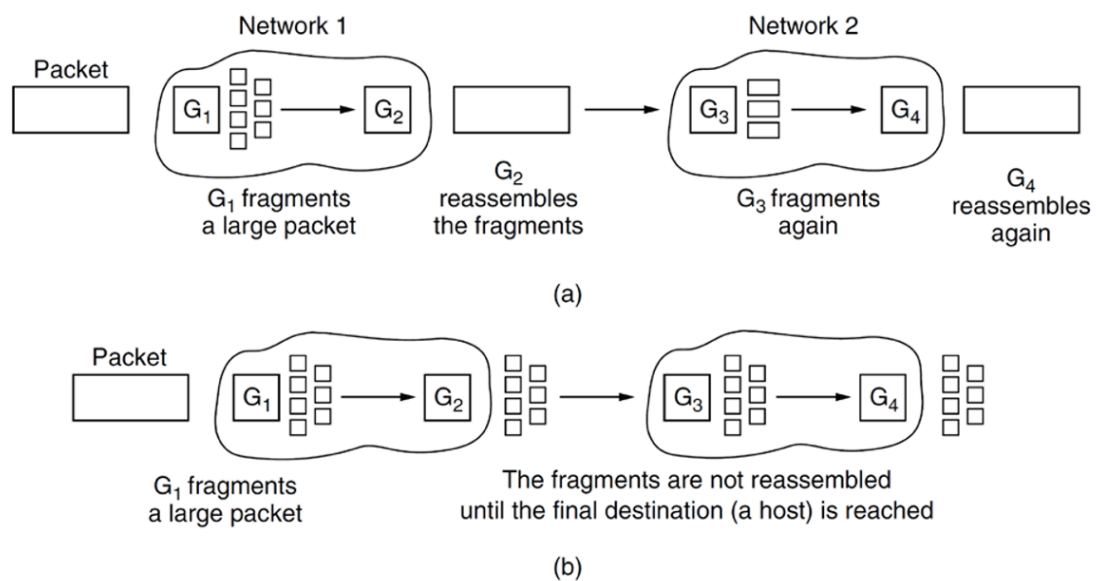 Network 1
Network 2
Packet
G₁
G₂
G₃
G₄
G₁ fragments
a large packet
G₂
reassembles
the fragments
G₃ fragments
again
G₄
reassembles
again
(a)
Packet
G₁
G₂
G₃
G₄
G₁ fragments
a large packet
The fragments are not reassembled
until the final destination (a host) is reached
(b)